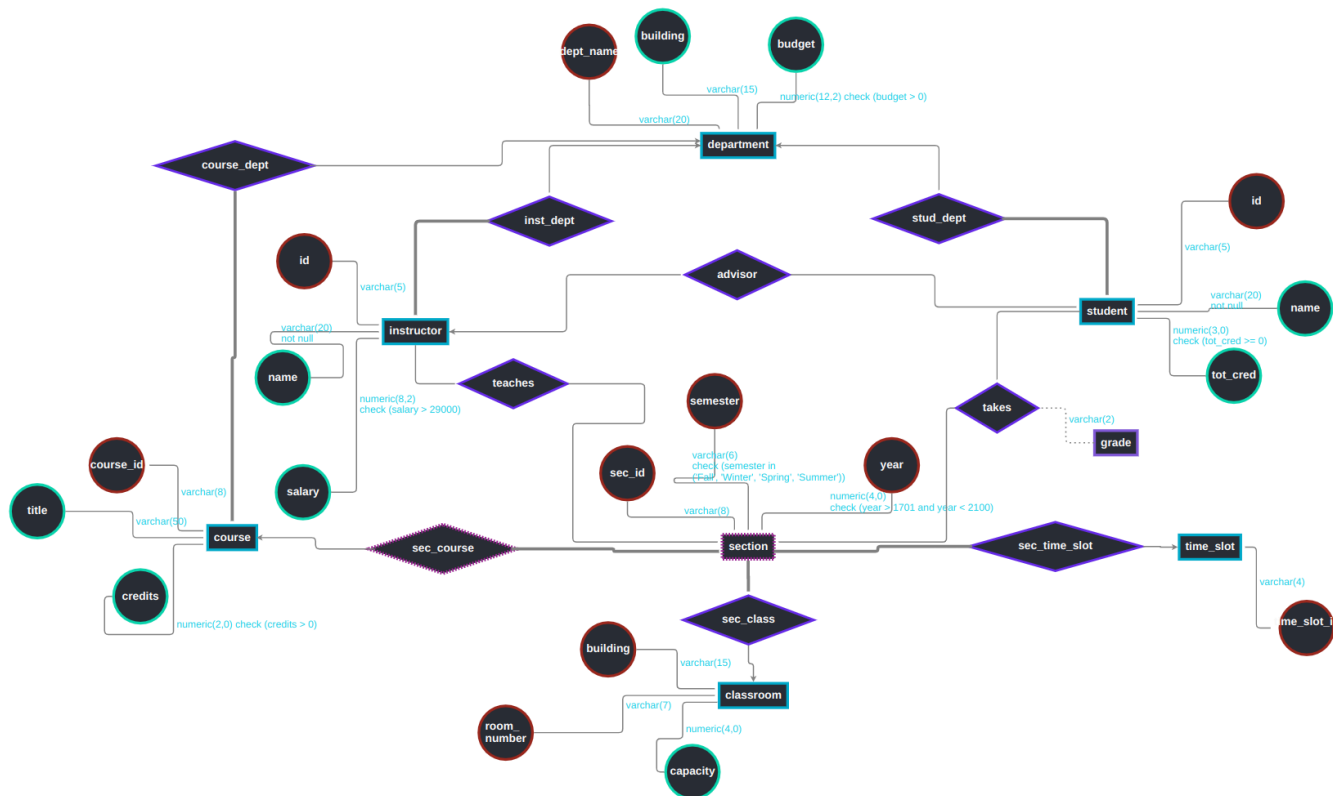 building
budget
dept_name
varchar(15)
numeric(12,2) check (budget > 0)
varchar(20)
department
course_dept
inst_dept
stud_dept
id
varchar(5)
id
advisor
varchar(5)
varchar(20)
not null
name
student
numeric(3,0)
check (tot_cred >= 0)
tot_cred
varchar(20)
not null
instructor
name
teaches
numeric(8,2)
check (salary > 29000)
semester
takes
varchar(2)
grade
course_id
sec_id
varchar(6)
check (semester in
('Fall', 'Winter', 'Spring', 'Summer'))
year
title
varchar(8)
salary
numeric(4,0)
check (year > 1701 and year < 2100)
varchar(50)
varchar(8)
course
sec_course
section
sec_time_slot
time_slot
varchar(4)
credits
numeric(2,0) check (credits > 0)
sec_class
me_slot_i
building
varchar(15)
classroom
varchar(7)
room_
number
numeric(4,0)
capacity